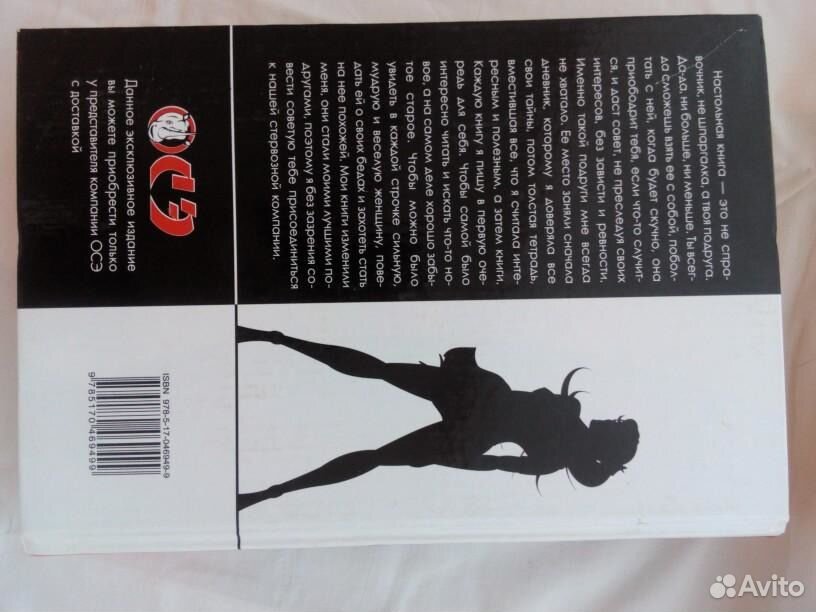 Настольная книга — это не спра-
вочник, не шпаргалка, а твоя подруга.
Да-да, ни больше, ни меньше. Ты всег-
да сможешь взять ее с собой, побол-
тать с ней, когда будет скучно, она
приободрит тебя, если что-то случит-
ся, и даст совет, не преследуя своих
интересов, без зависти и ревности.
Именно такой подруги мне всегда
не хватало. Ее место заняли сначала
дневник, которому я доверяла все
свои тайны, потом толстая тетрадь,
вместившая все, что я считала инте-
ресным и полезным, а затем книги.
Каждую книгу я пишу в первую оче-
редь для себя. Чтобы самой было
интересно читать и искать что-то но-
вое, а на самом деле хорошо забы-
тое старое. Чтобы можно было
увидеть в каждой строчке сильную,
мудрую и веселую женщину, пове-
дать ей о своих бедах и захотеть стать
на нее похожей. Мои книги изменили
меня, они стали моими лучшими по-
другами, поэтому я без зазрения со-
вести советую тебе присоединиться
к нашей стервозной компании.
ОСЭ
Данное эксклюзивное издание
вы можете приобрести только
у представителя компании ОСЭ
с доставкой
ISBN 978-5-17-046949-9
9 785170 469499
Avito